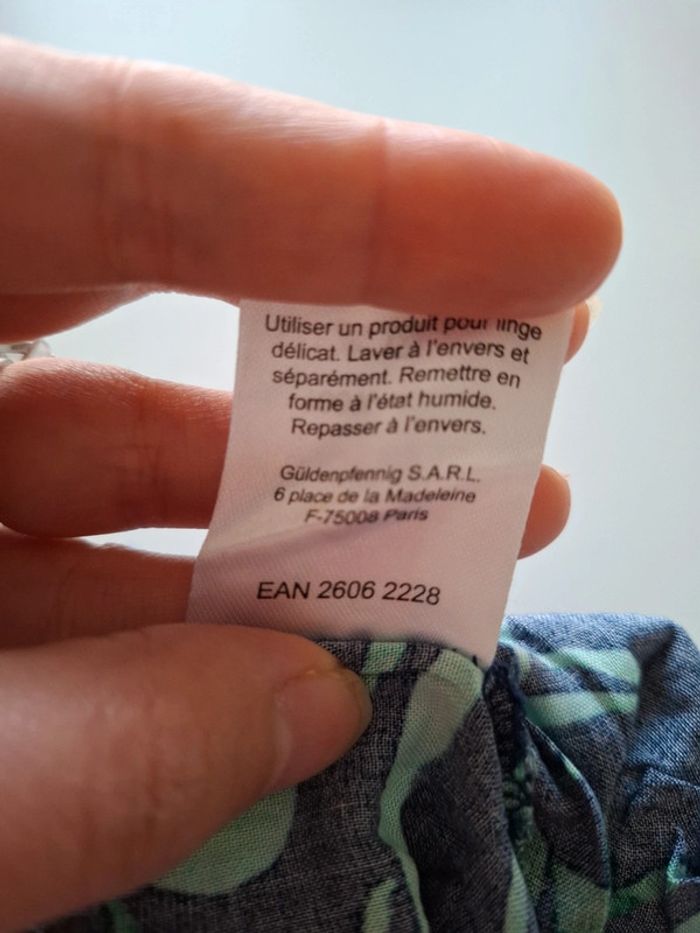 Utiliser un produit pour linge
délicat. Laver à l'envers et
séparément. Remettre en
forme à l'état humide.
Repasser à l'envers.
Güldenpfennig S.A.R.L.
6 place de la Madeleine
F-75008 Paris
EAN 2606 2228